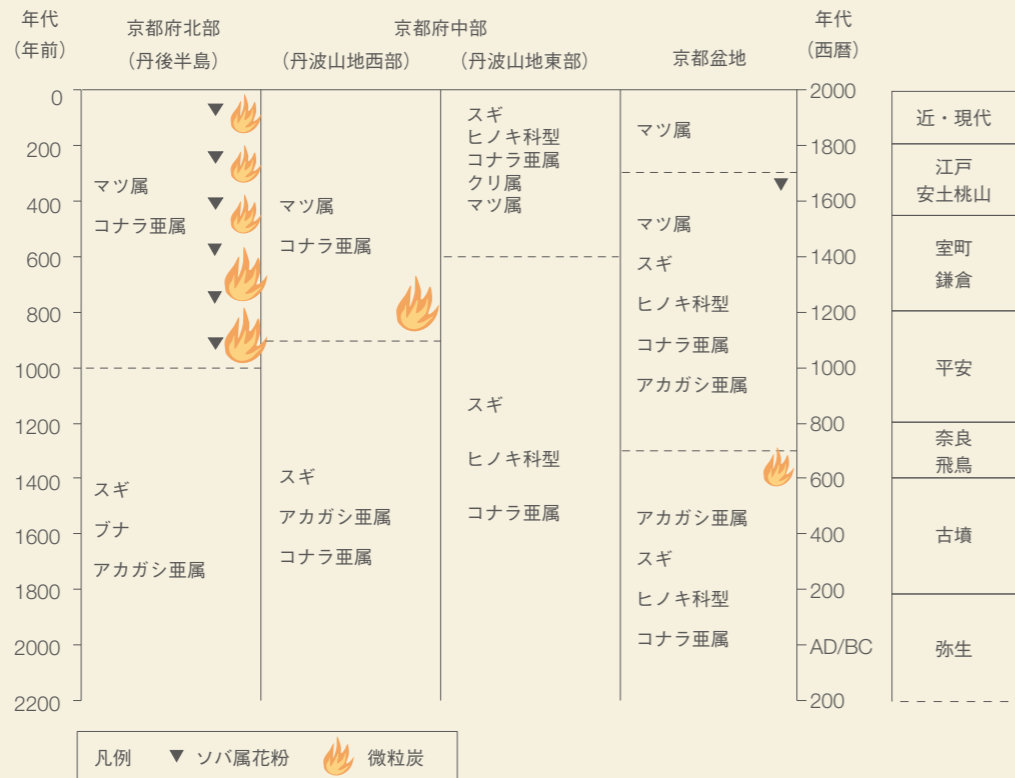 年代
（年前）
京都府北部
（丹後半島）
京都府中部
（丹波山地西部）
（丹波山地東部）
京都盆地
年代
（西暦）
0
200
400
600
800
1000
1200
1400
1600
1800
2000
2200
マツ属
コナラ亜属
スギ
ブナ
アカガシ亜属
マツ属
コナラ亜属
スギ
アカガシ亜属
コナラ亜属
スギ
ヒノキ科型
コナラ亜属
クリ属
マツ属
スギ
ヒノキ科型
コナラ亜属
マツ属
マツ属
スギ
ヒノキ科型
コナラ亜属
アカガシ亜属
アカガシ亜属
スギ
ヒノキ科型
コナラ亜属
2000
1800
1600
1400
1200
1000
800
600
400
200
AD/BC
200
近・現代
江戸
安土桃山
室町
鎌倉
平安
奈良
飛鳥
古墳
弥生
凡例 ▼ ソバ属花粉 微粒炭